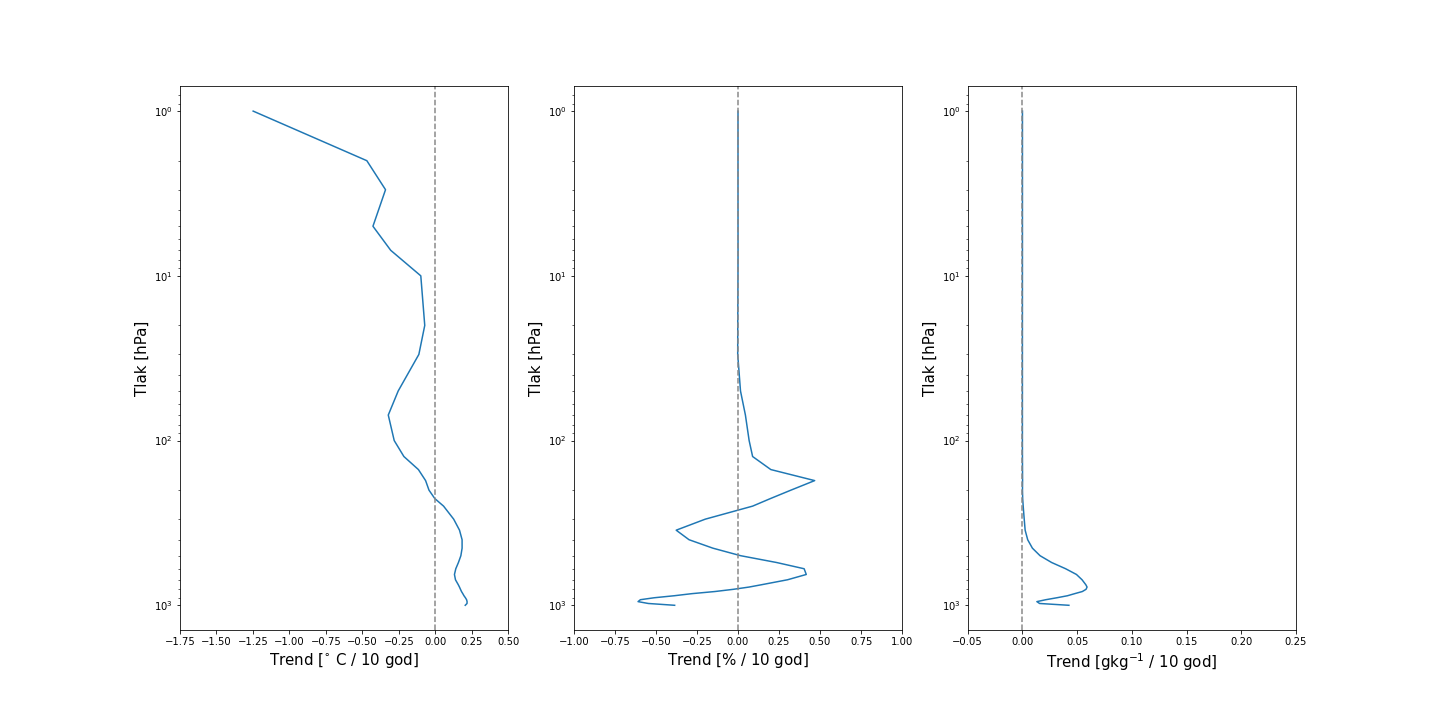 10⁰
10¹
10²
10³
Tlak [hPa]
−1.75 −1.50 −1.25 −1.00 −0.75 −0.50 −0.25 0.00 0.25 0.50
Trend [° C / 10 god]
10⁰
10¹
10²
10³
Tlak [hPa]
−1.00 −0.75 −0.50 −0.25 0.00 0.25 0.50 0.75 1.00
Trend [% / 10 god]
10⁰
10¹
10²
10³
Tlak [hPa]
−0.05 0.00 0.05 0.10 0.15 0.20 0.25
Trend [gkg⁻¹ / 10 god]